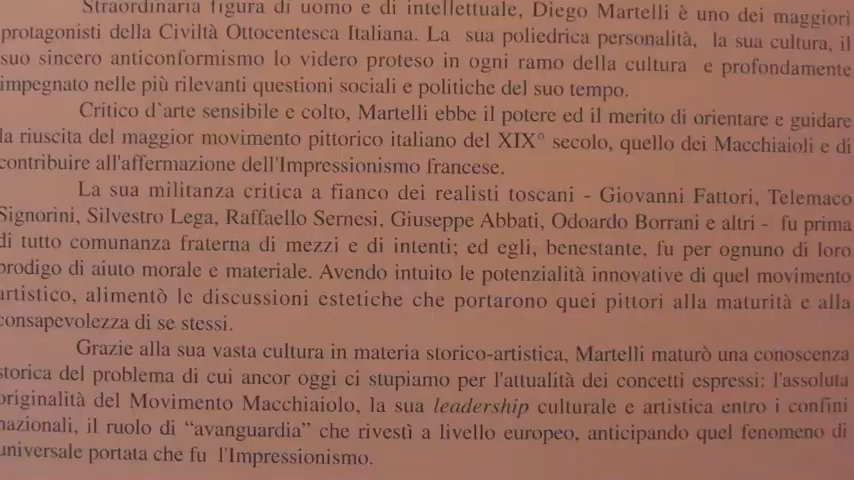 Straordinaria figura di uomo e di intellettuale, Diego Martelli è uno dei maggiori
protagonisti della Civiltà Ottocentesca Italiana. La sua poliedrica personalità, la sua cultura, il
suo sincero anticonformismo lo videro proteso in ogni ramo della cultura e profondamente
impegnato nelle più rilevanti questioni sociali e politiche del suo tempo.
Critico d'arte sensibile e colto, Martelli ebbe il potere ed il merito di orientare e guidare
la riuscita del maggior movimento pittorico italiano del XIX° secolo, quello dei Macchiaioli e di
contribuire all'affermazione dell'Impressionismo francese.
La sua militanza critica a fianco dei realisti toscani - Giovanni Fattori, Telemaco
Signorini, Silvestro Lega, Raffaello Sernesi, Giuseppe Abbati, Odoardo Borrani e altri - fu prima
di tutto comunanza fraterna di mezzi e di intenti; ed egli, benestante, fu per ognuno di loro
prodigo di aiuto morale e materiale. Avendo intuito le potenzialità innovative di quel movimento
artistico, alimentò le discussioni estetiche che portarono quei pittori alla maturità e alla
consapevolezza di se stessi.
Grazie alla sua vasta cultura in materia storico-artistica, Martelli maturò una conoscenza
storica del problema di cui ancor oggi ci stupiamo per l'attualità dei concetti espressi: l'assoluta
originalità del Movimento Macchiaiolo, la sua leadership culturale e artistica entro i confini
nazionali, il ruolo di “avanguardia” che rivestì a livello europeo, anticipando quel fenomeno di
universale portata che fu l'Impressionismo.